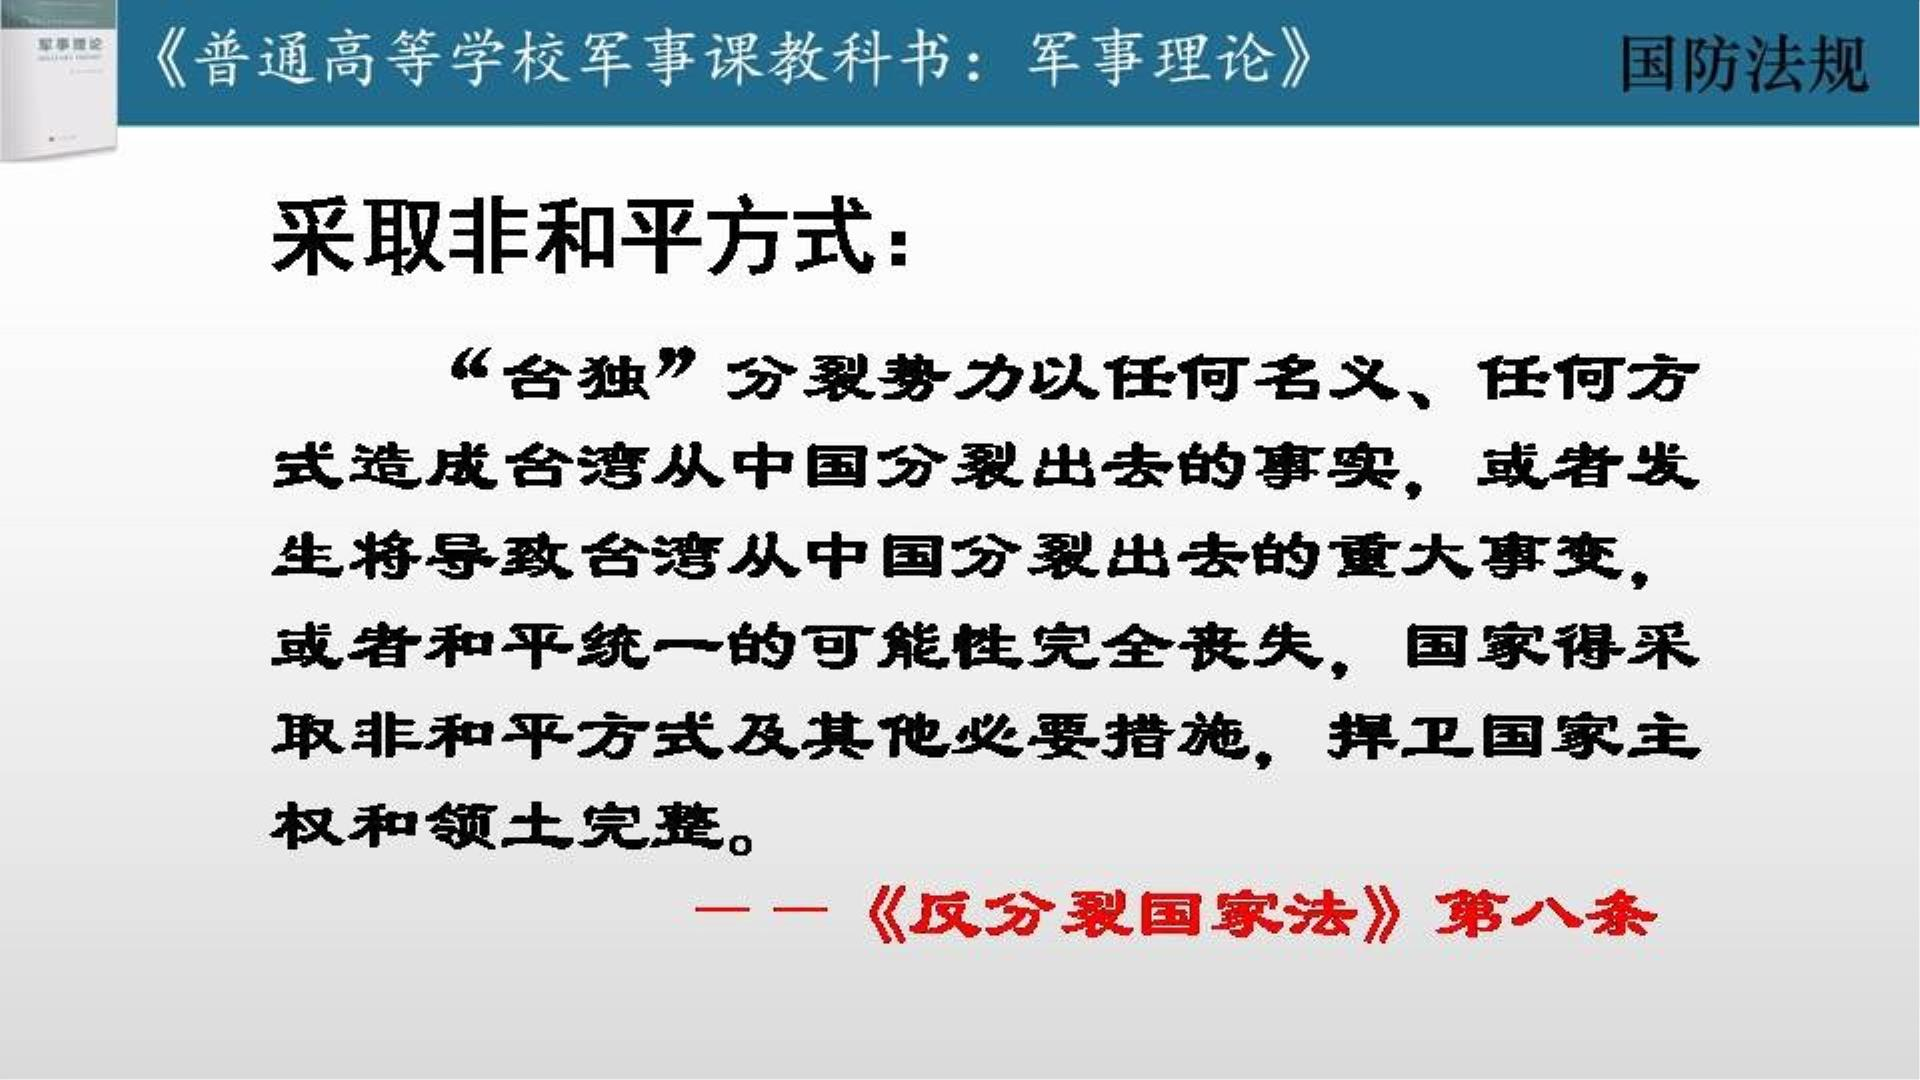 军事理论
《普通高等学校军事课教科书：军事理论》
国防法规
采取非和平方式：
“台独”分裂势力以任何名义、任何方
式造成台湾从中国分裂出去的事实，或者发
生将导致台湾从中国分裂出去的重大事变，
或者和平统一的可能性完全丧失，国家得采
取非和平方式及其他必要措施，捍卫国家主
权和领土完整。
——《反分裂国家法》第八条